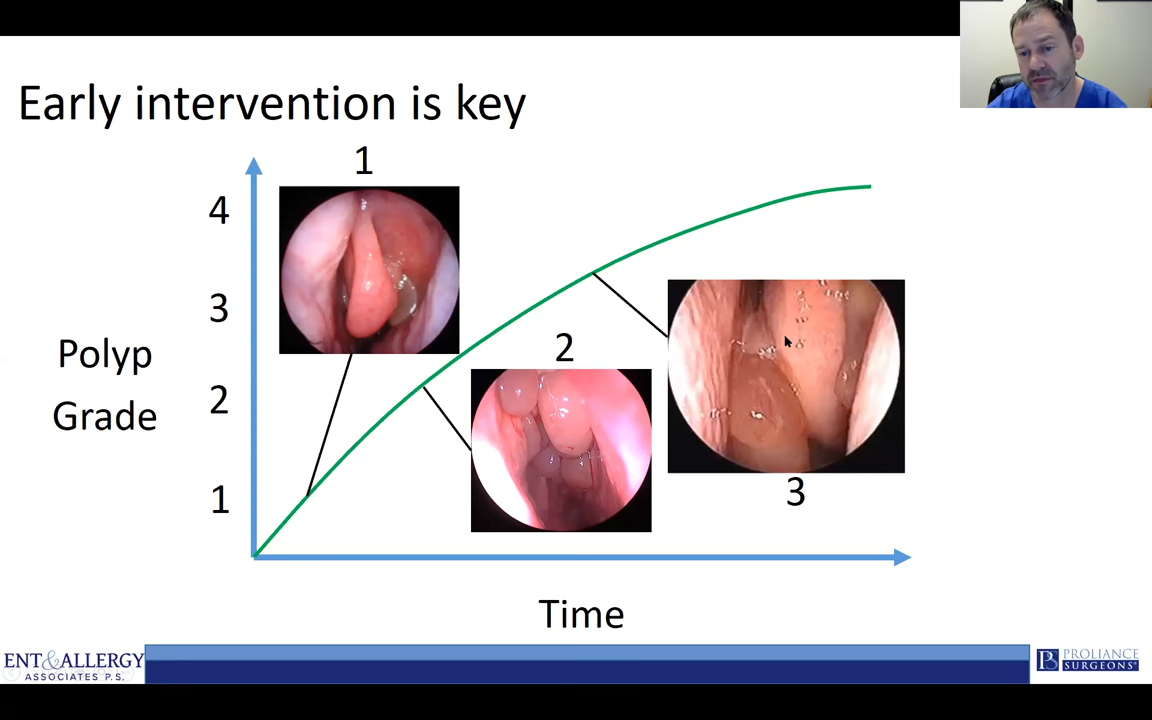 Early intervention is key
1
4
3
2
1
Polyp
Grade
2
3
Time
ENT&ALLERGY
ASSOCIATES P.S.
PS PROLIANCE
SURGEONS®